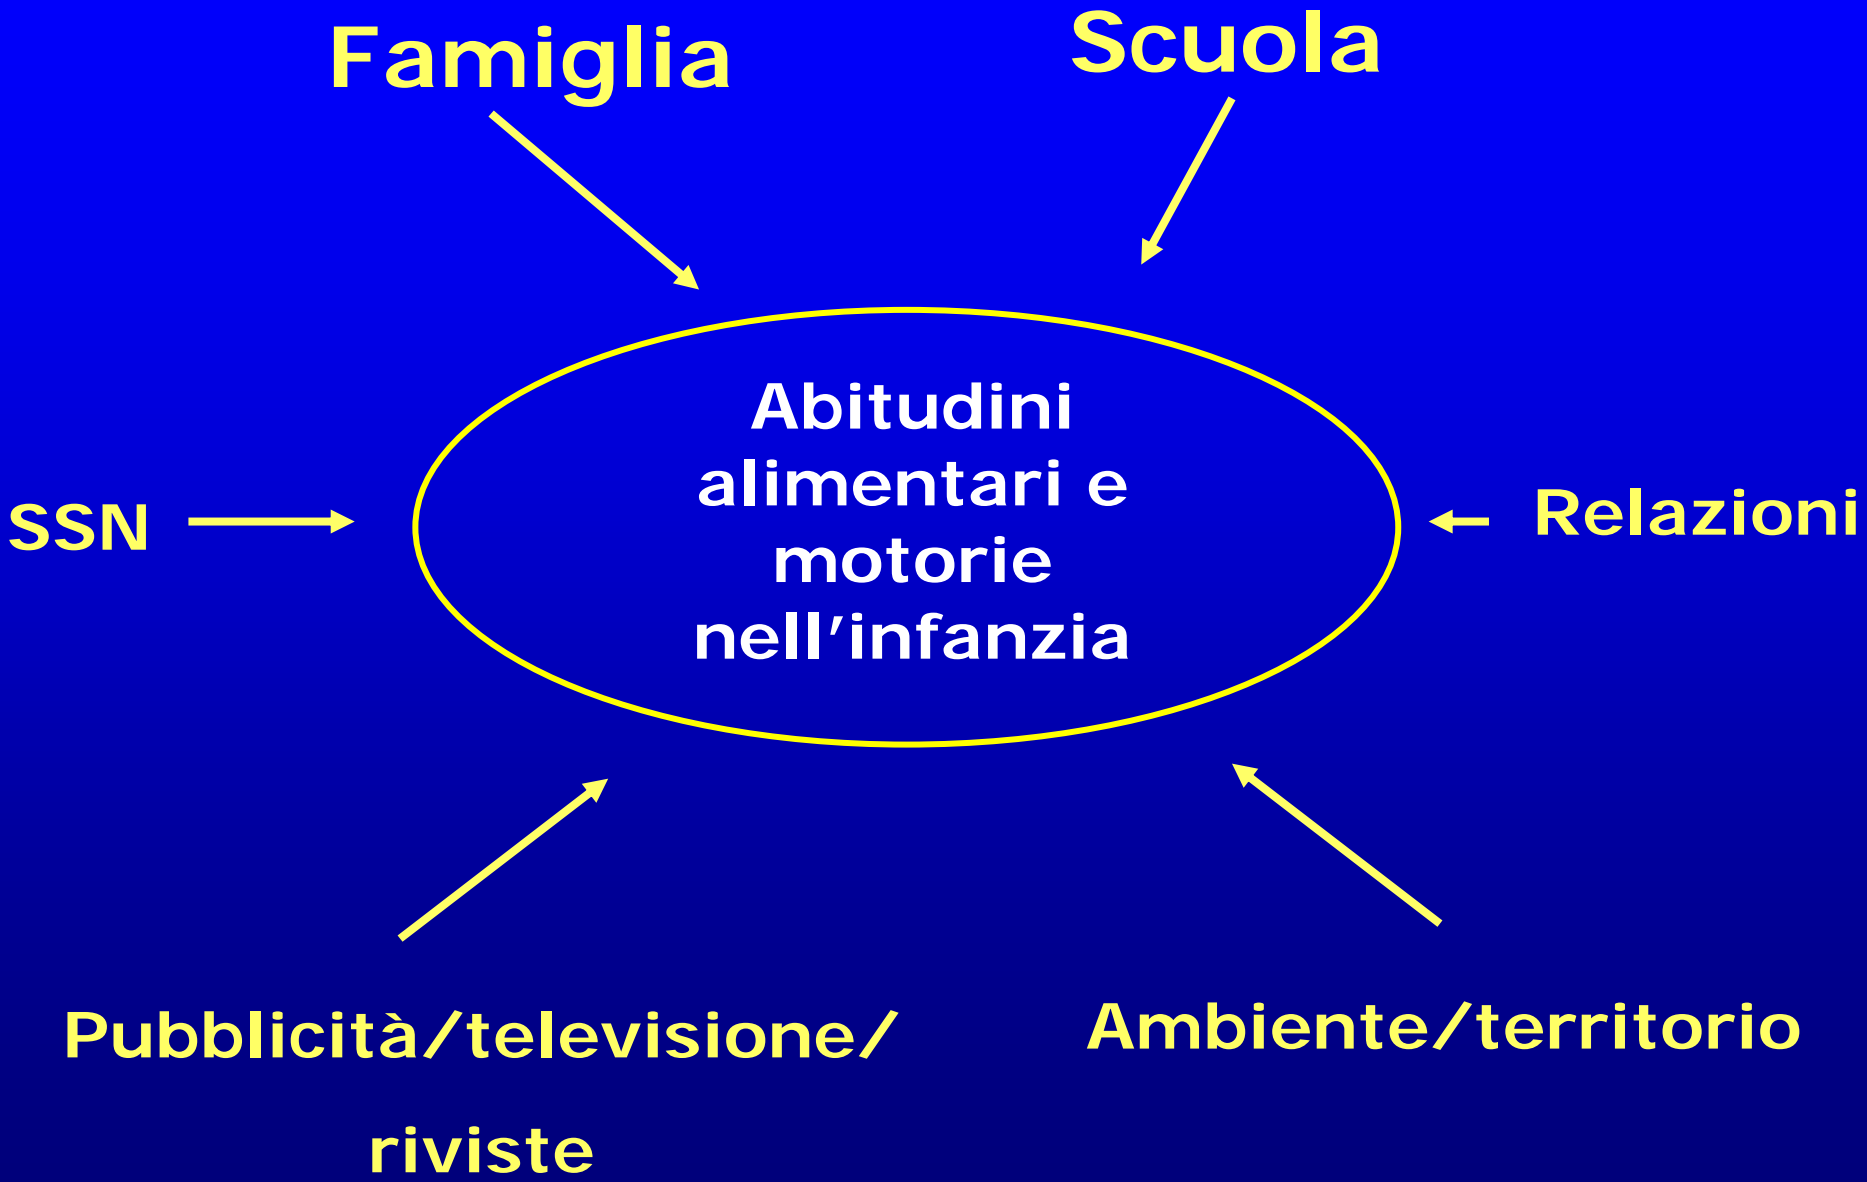 Famiglia
Scuola
Abitudini
alimentari e
motorie
nell'infanzia
SSN
Relazioni
Pubblicità/televisione/
riviste
Ambiente/territorio